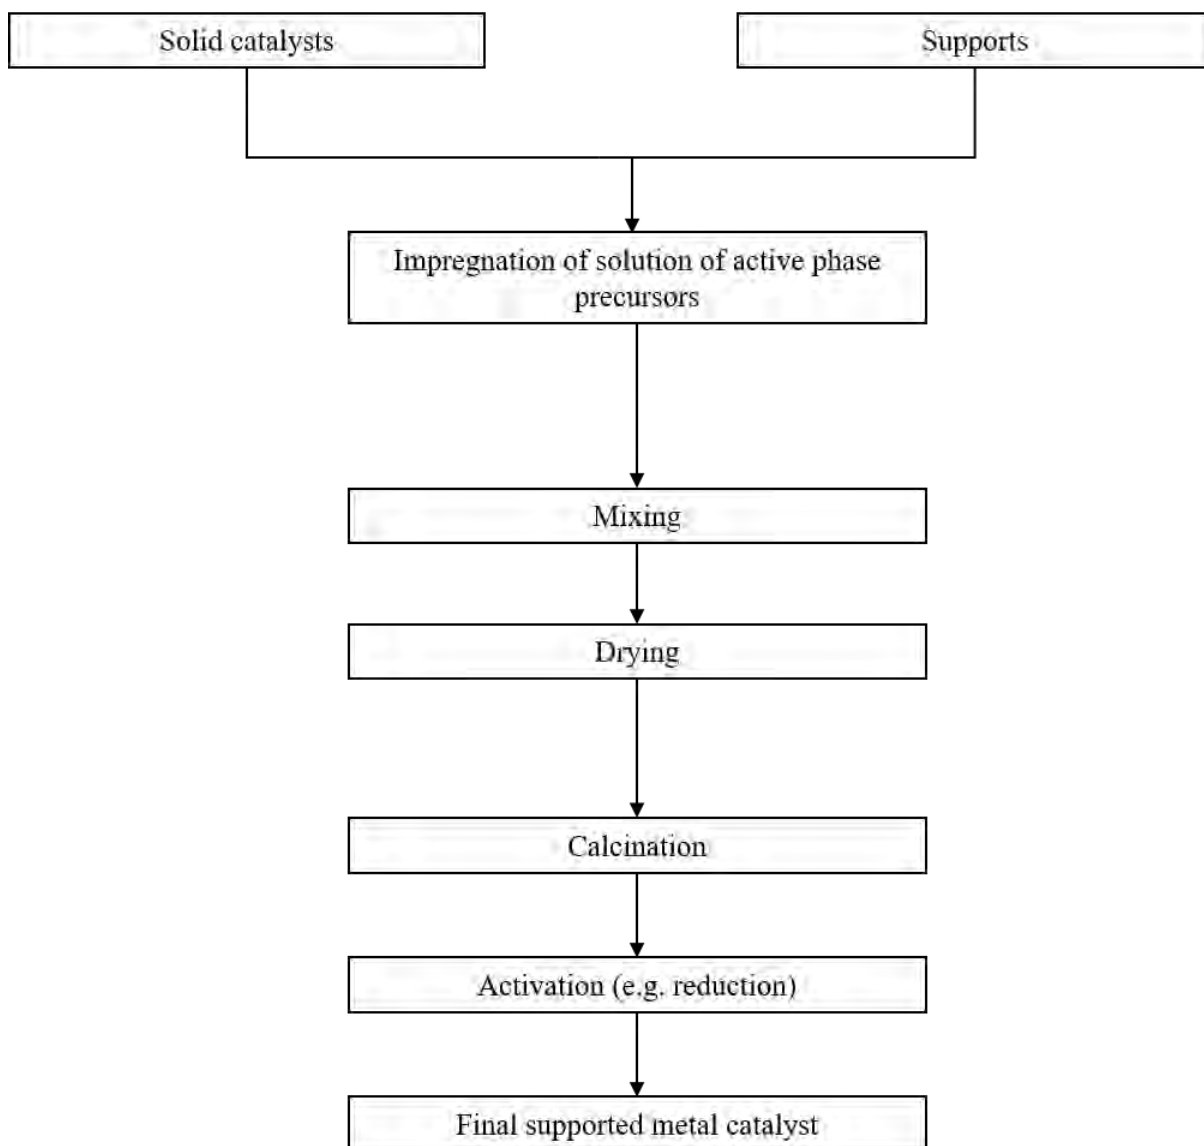 Solid catalysts
Supports
Impregnation of solution of active phase
precursors
Mixing
Drying
Calcination
Activation (e.g. reduction)
Final supported metal catalyst